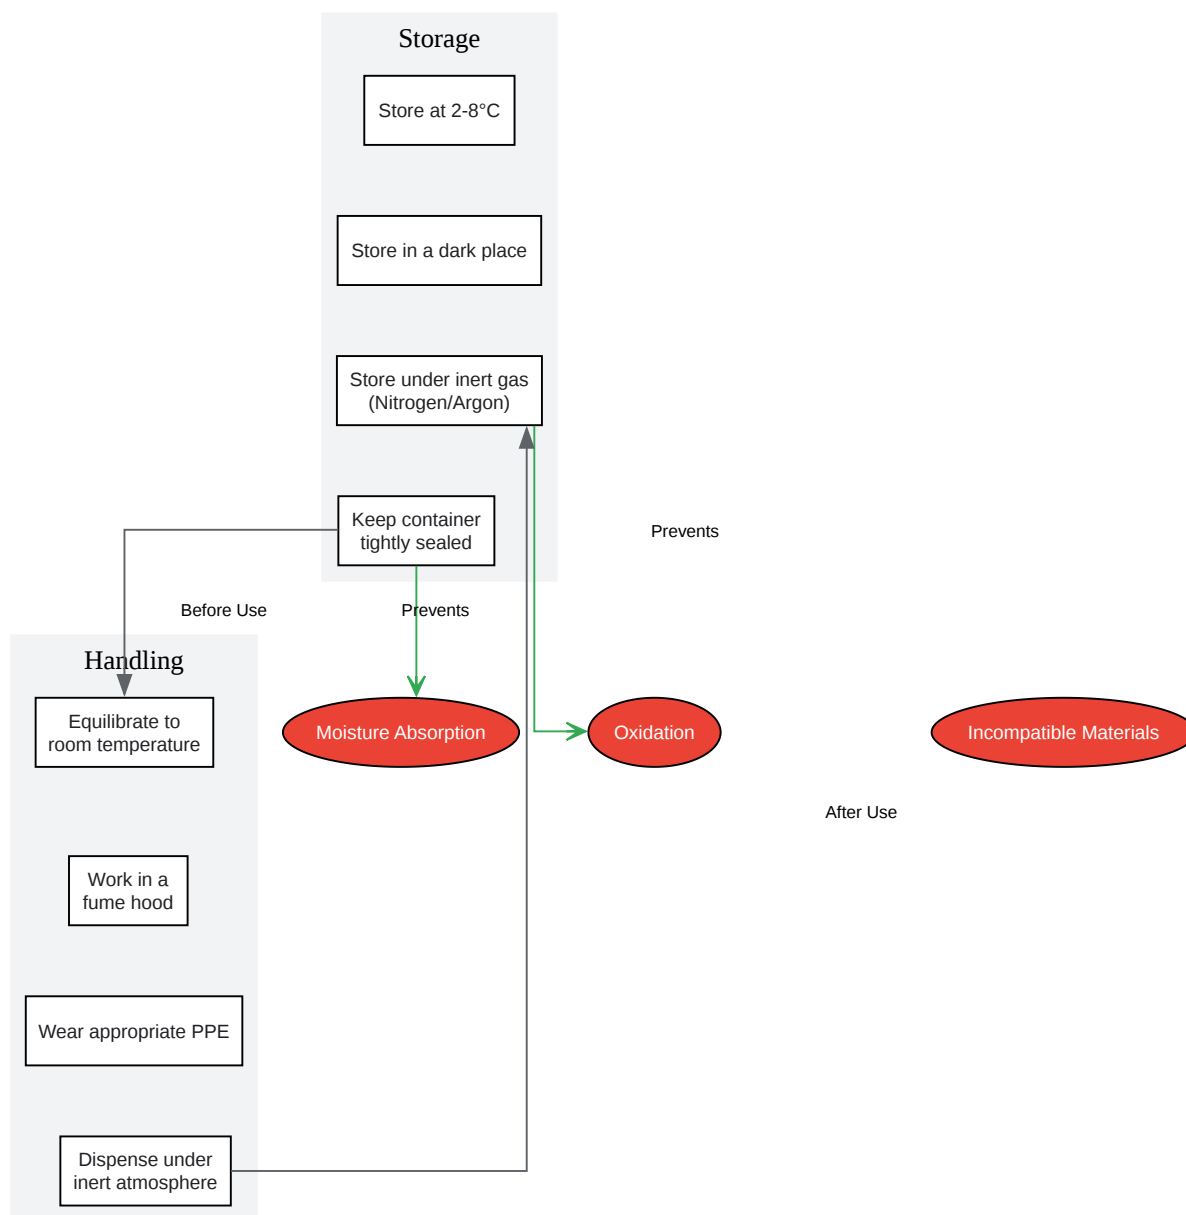 Storage
Store at 2-8°C
Store in a dark place
Store under inert gas
(Nitrogen/Argon)
Keep container
tightly sealed
Prevents
Before Use
Prevents
Handling
Equilibrate to
room temperature
Moisture Absorption
Oxidation
Incompatible Materials
After Use
Work in a
fume hood
Wear appropriate PPE
Dispense under
inert atmosphere